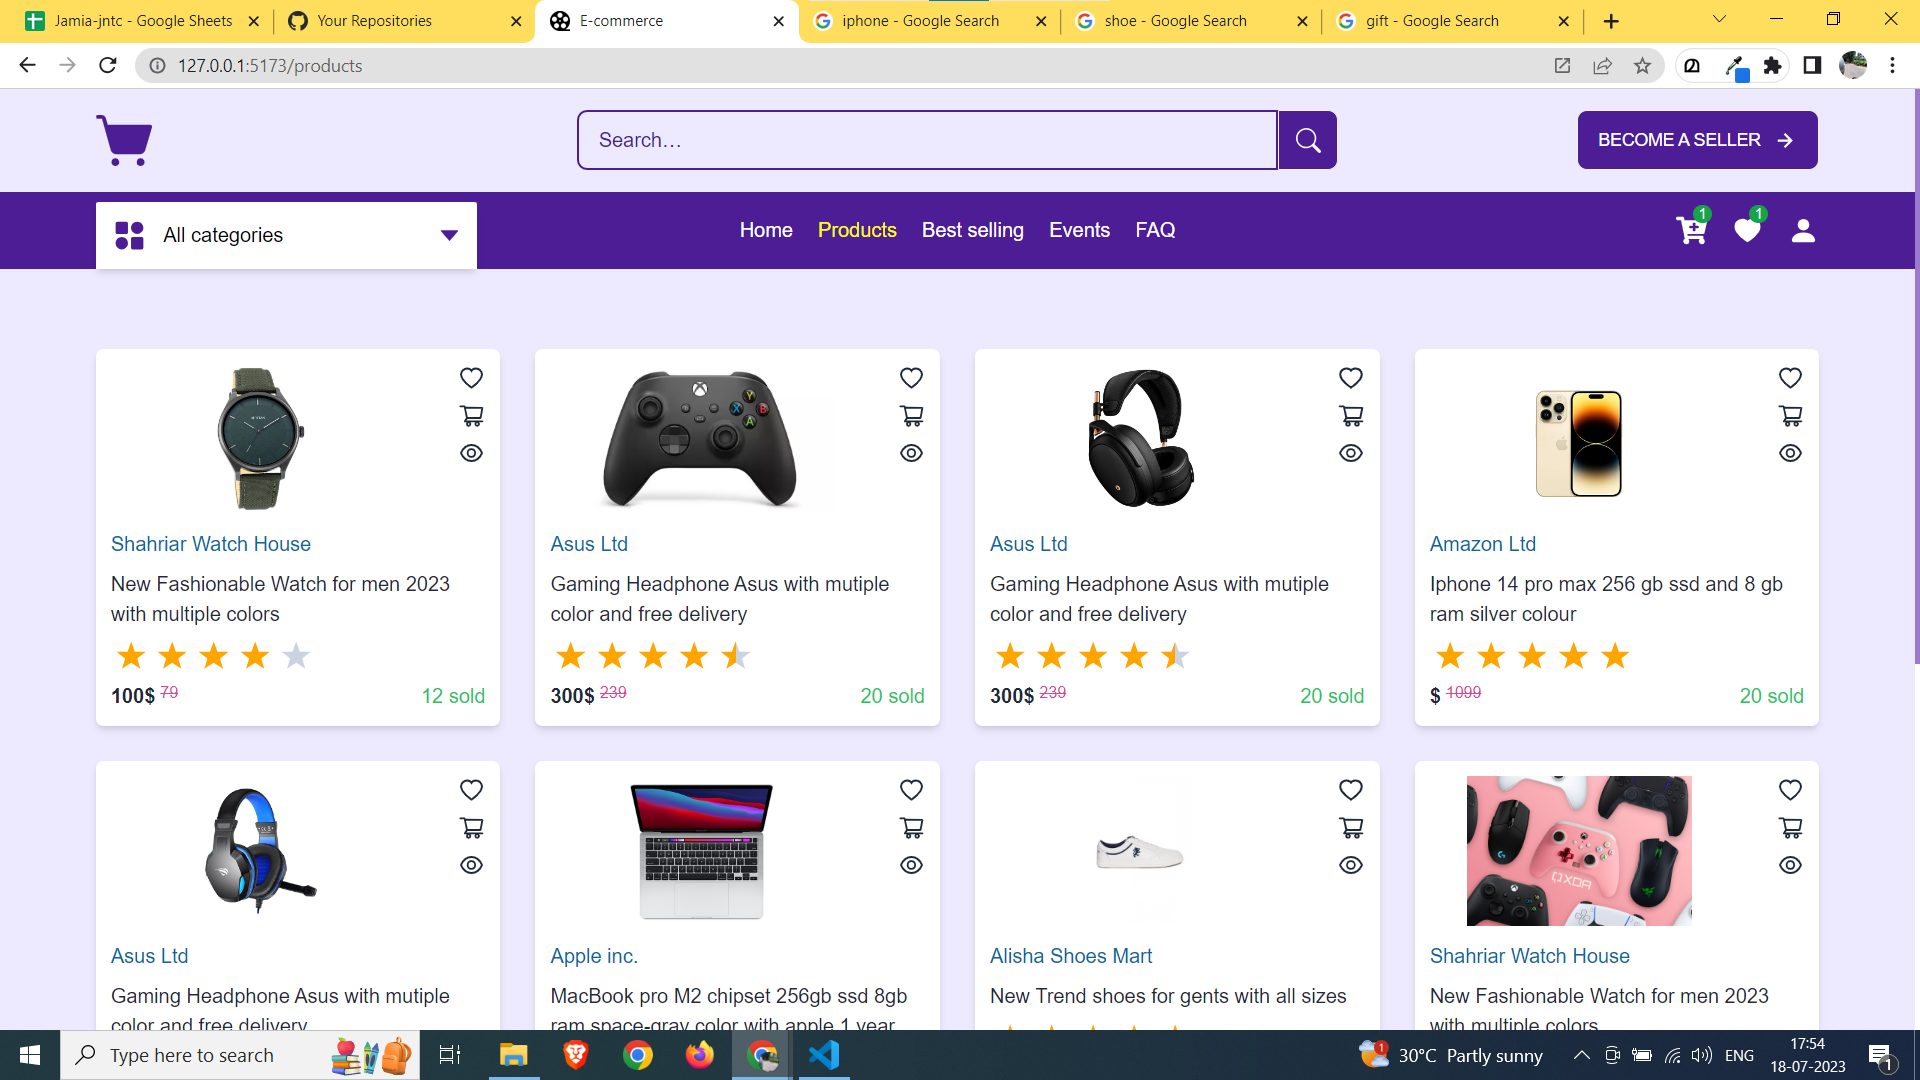 Jamia-jntc - Google Sheets
Your Repositories
E-commerce
iphone - Google Search
shoe - Google Search
gift - Google Search
127.0.0.1:5173/products
Search...
BECOME A SELLER
All categories
Home
Products
Best selling
Events
FAQ
1
1
Shahriar Watch House
New Fashionable Watch for men 2023
with multiple colors
100$ 79
12 sold
Asus Ltd
Gaming Headphone Asus with mutiple
color and free delivery
300$ 239
20 sold
Asus Ltd
Gaming Headphone Asus with mutiple
color and free delivery
300$ 239
20 sold
Amazon Ltd
Iphone 14 pro max 256 gb ssd and 8 gb
ram silver colour
$ 1099
20 sold
Asus Ltd
Gaming Headphone Asus with mutiple
color and free delivery
Apple inc.
MacBook pro M2 chipset 256gb ssd 8gb
ram space-gray color with apple 1 year
Alisha Shoes Mart
New Trend shoes for gents with all sizes
Shahriar Watch House
New Fashionable Watch for men 2023
with multiple colors
Type here to search
1
30°C Partly sunny
ENG
17:54
18-07-2023
1